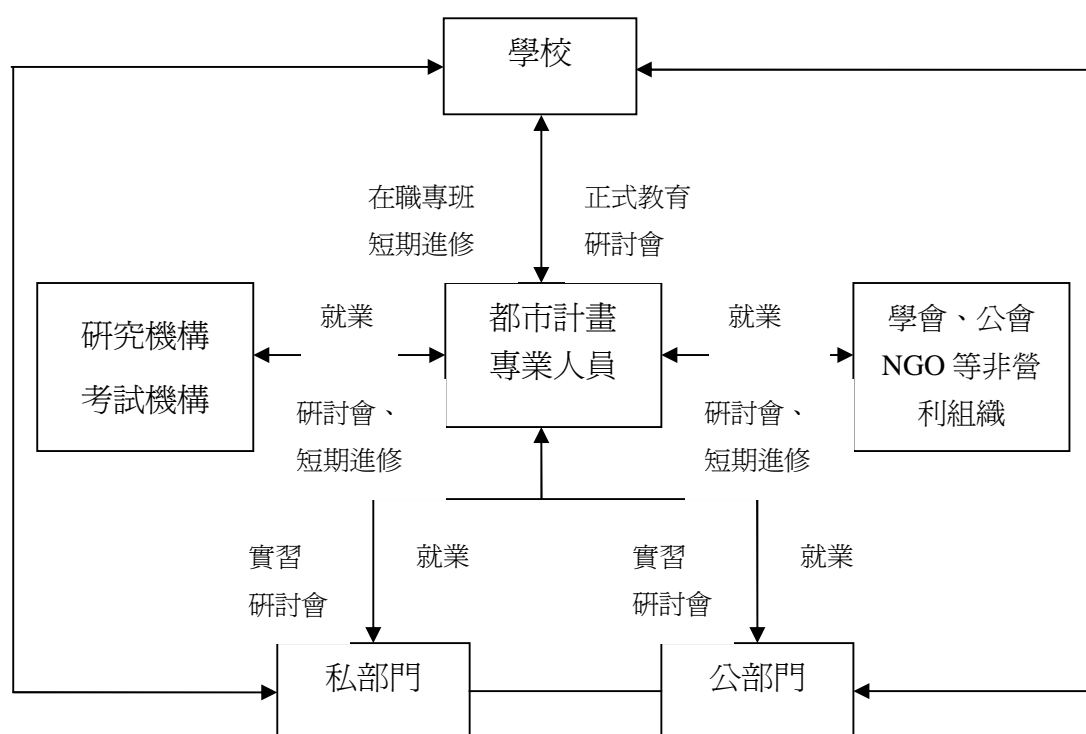 學校
在職專班
短期進修
正式教育
研討會
研究機構
考試機構
就業
都市計畫
專業人員
就業
學會、公會
NGO 等非營
利組織
研討會、
短期進修
研討會、
短期進修
實習
研討會
就業
實習
研討會
就業
私部門
公部門